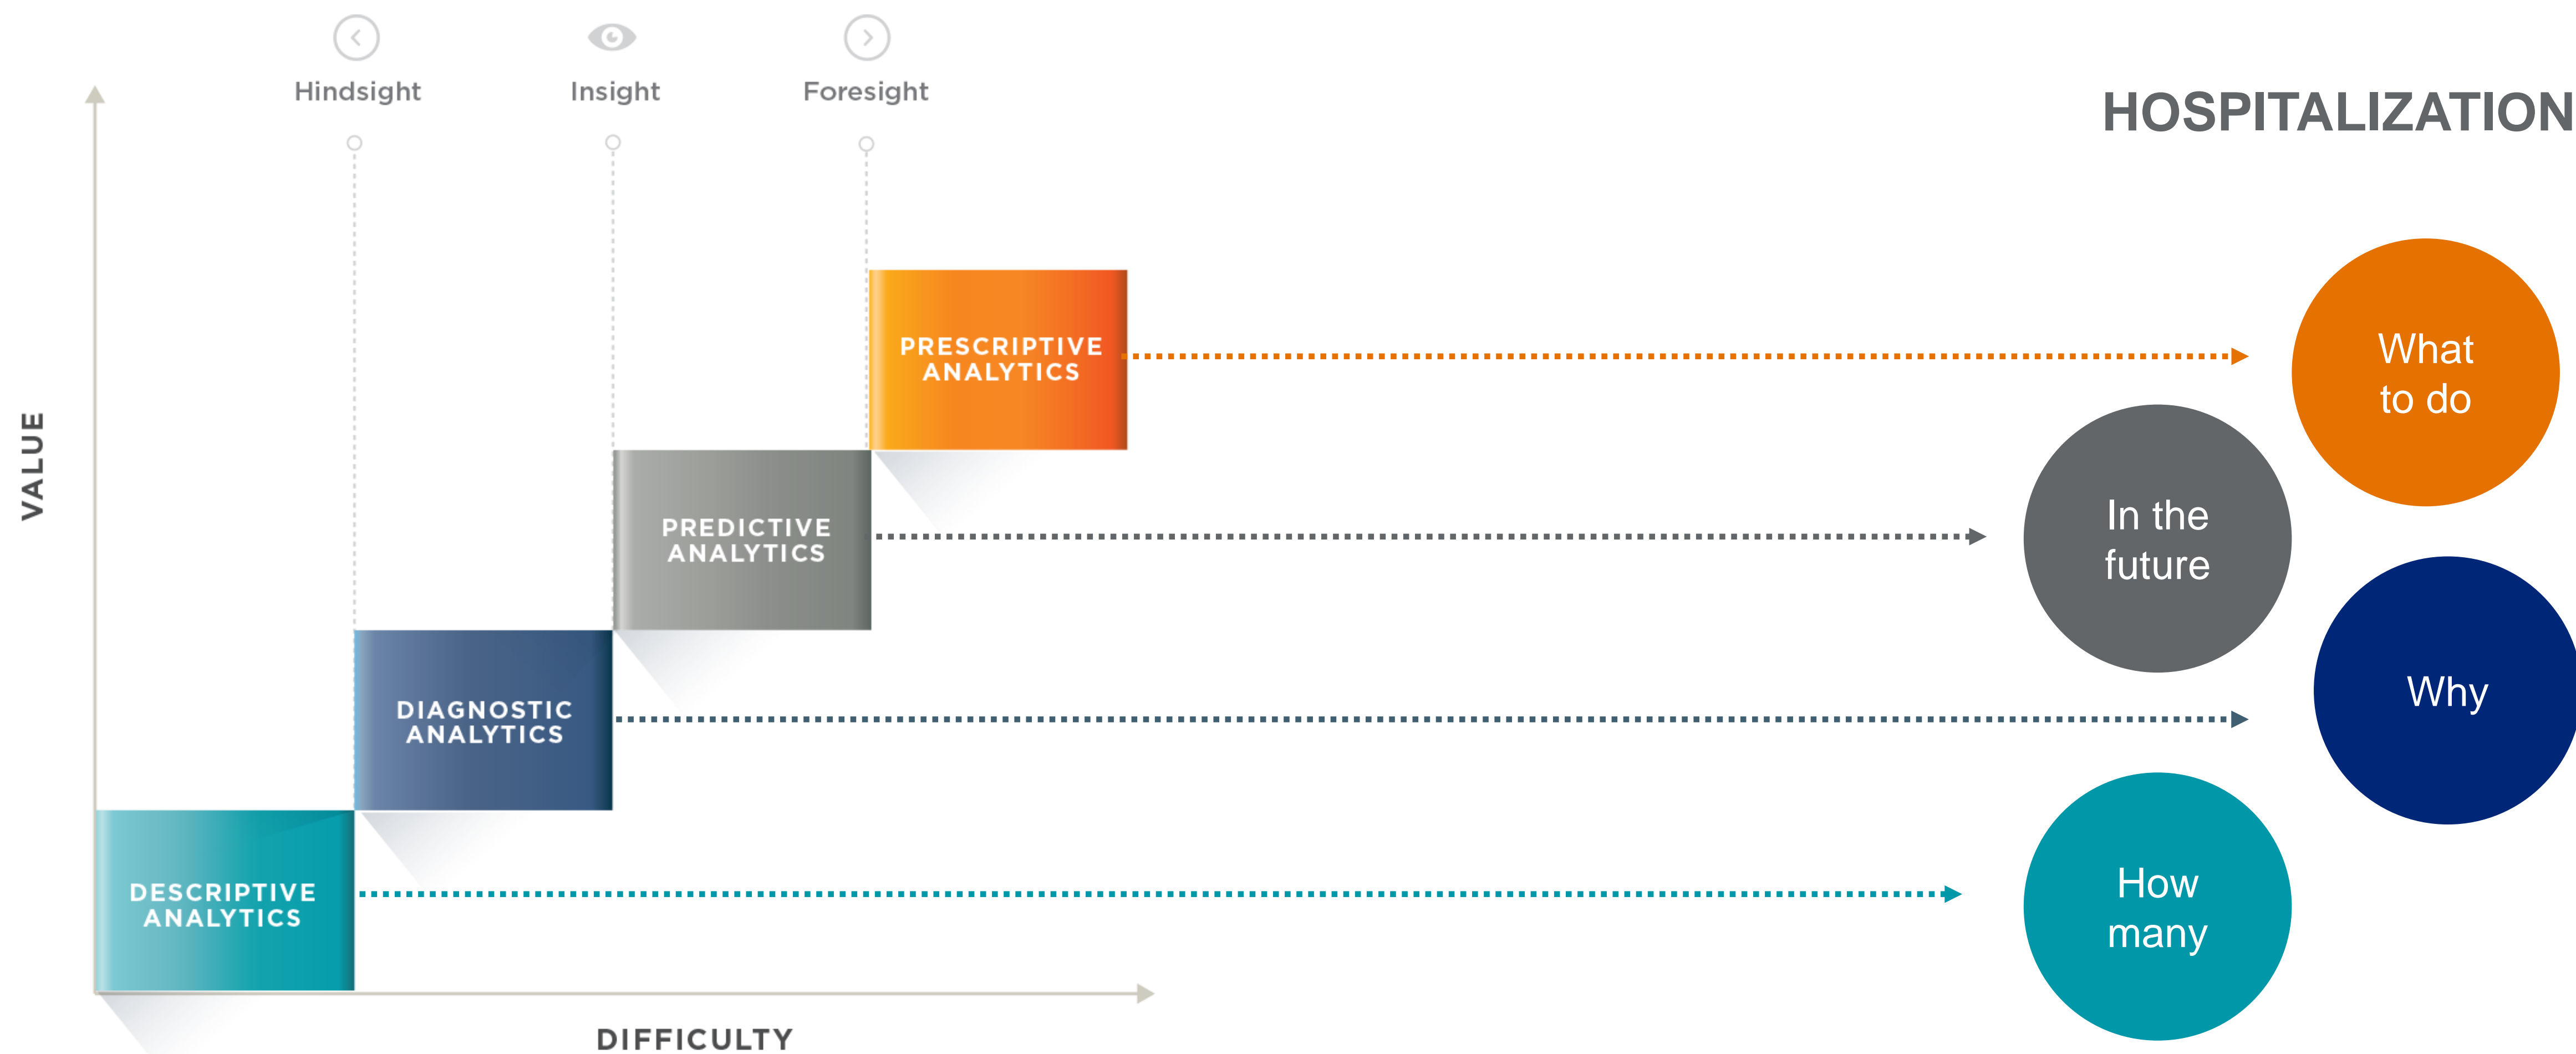 Hindsight
Insight
Foresight
HOSPITALIZATION
VALUE
PRESCRIPTIVE
ANALYTICS
What
to do
PREDICTIVE
ANALYTICS
In the
future
DIAGNOSTIC
ANALYTICS
Why
DESCRIPTIVE
ANALYTICS
How
many
DIFFICULTY